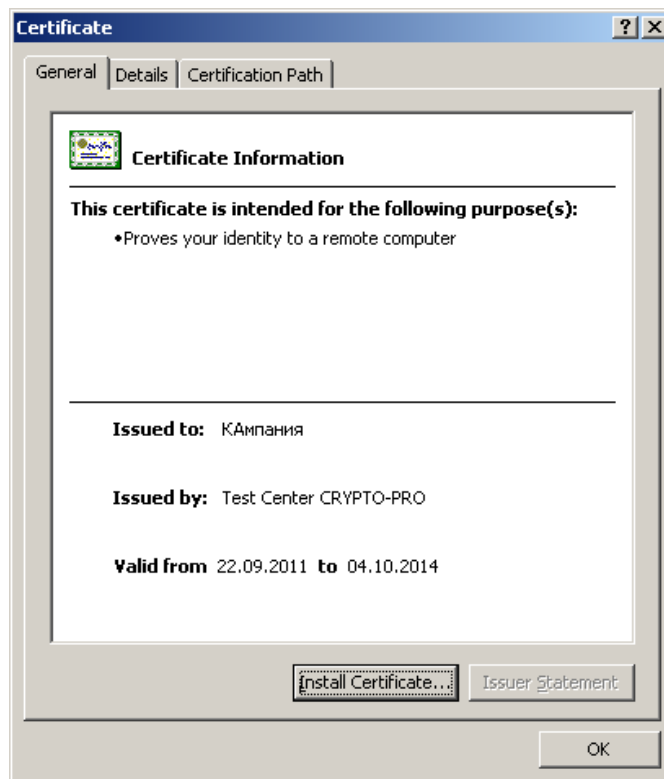 Certificate
General Details Certification Path
Certificate Information
This certificate is intended for the following purpose(s):
•Proves your identity to a remote computer
Issued to: КАмпания
Issued by: Test Center CRYPTO-PRO
Valid from 22.09.2011 to 04.10.2014
Install Certificate... Issuer Statement
OK